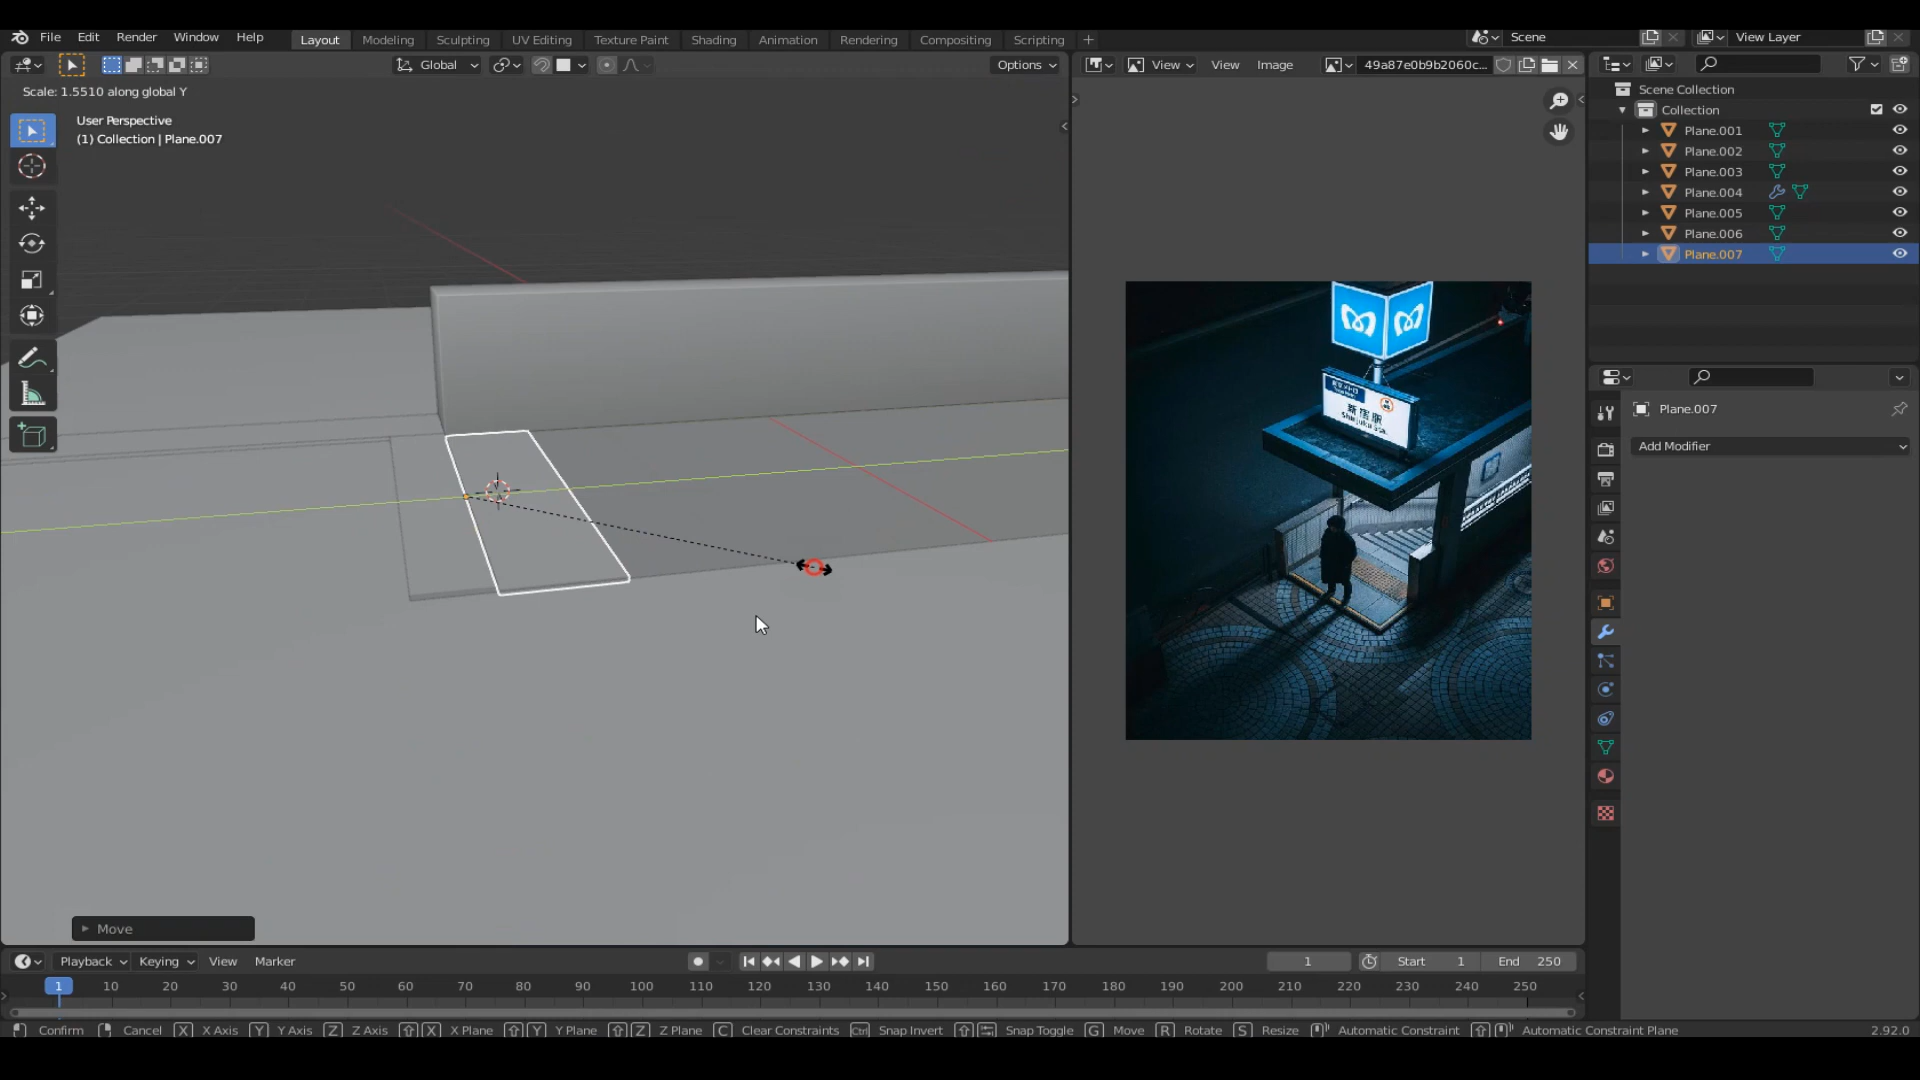 File Edit Render Window Help
Layout Modeling Sculpting UV Editing Texture Paint Shading Animation Rendering Compositing Scripting
Scene
View Layer
Global
Options
View View Image
49a87e0b9b2060c...
Scale: 1.5510 along global Y
User Perspective
(1) Collection | Plane.007
Scene Collection
Collection
Plane.001
Plane.002
Plane.003
Plane.004
Plane.005
Plane.006
Plane.007
Plane.007
Add Modifier
新宿駅
Shinjuku Sta.
Move
Playback Keying View Marker
1 Start 1 End 250
1 10 20 30 40 50 60 70 80 90 100 110 120 130 140 150 160 170 180 190 200 210 220 230 240 250
Confirm Cancel X X Axis Y Y Axis Z Z Axis X X Plane Y Y Plane Z Z Plane C Clear Constraints Ctrl Snap Invert Snap Toggle G Move R Rotate S Resize Automatic Constraint Automatic Constraint Plane 2.92.0